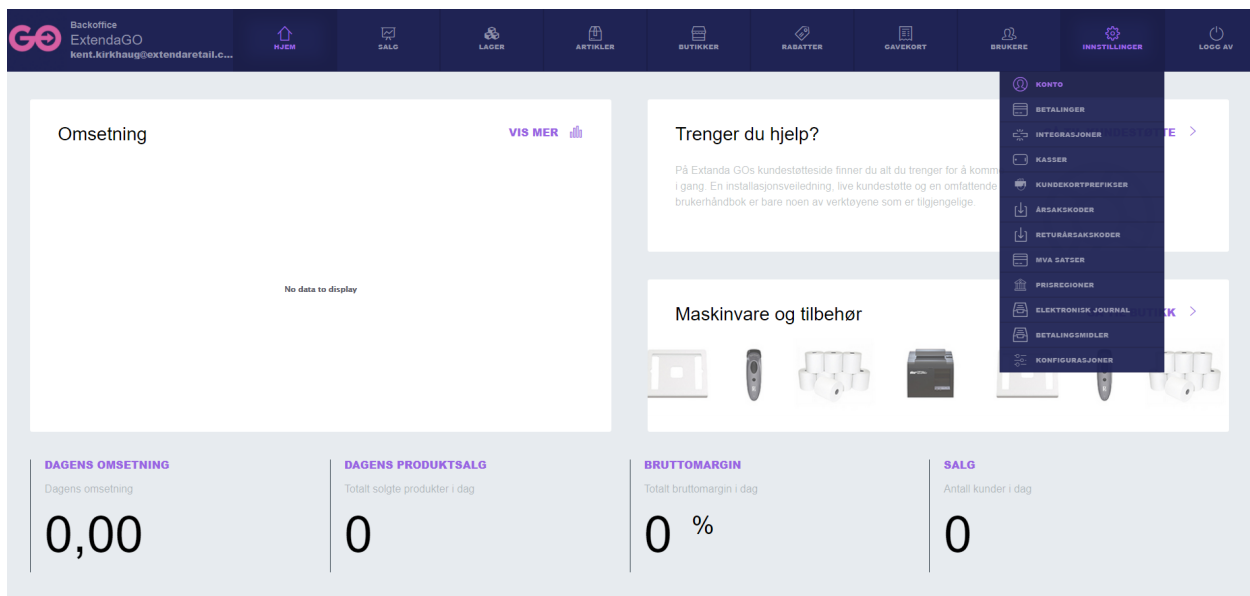 GO
Backoffice
ExtendaGO
kent.kirkhaug@extendaretail.c...
HJEM
SALG
LAGER
ARTIKLER
BUTIKKER
RABATTER
GAVEKORT
BRUKERE
INNSTILLINGER
LOGG AV
KONTO
BETALINGER
INTEGRASJONER
KASSER
KUNDEKORTPREFIKSER
ÅRSAKSKODER
RETURÅRSAKSKODER
MVA SATSER
PRISREGIONER
ELEKTRONISK JOURNAL
BETALINGSMIDLER
KONFIGURASJONER
Omsetning
VIS MER
No data to display
Trenger du hjelp?
På Extanda GOs kundestøtteside finner du alt du trenger for å komm
i gang. En installasjonsveiledning, live kundestøtte og en omfattende
brukerhåndbok er bare noen av verktøyene som er tilgjengelige.
Maskinvare og tilbehør
DAGENS OMSETNING
Dagens omsetning
0,00
DAGENS PRODUKTSALG
Totalt solgte produkter i dag
0
BRUTTOMARGIN
Totalt bruttomargin i dag
0 %
SALG
Antall kunder i dag
0